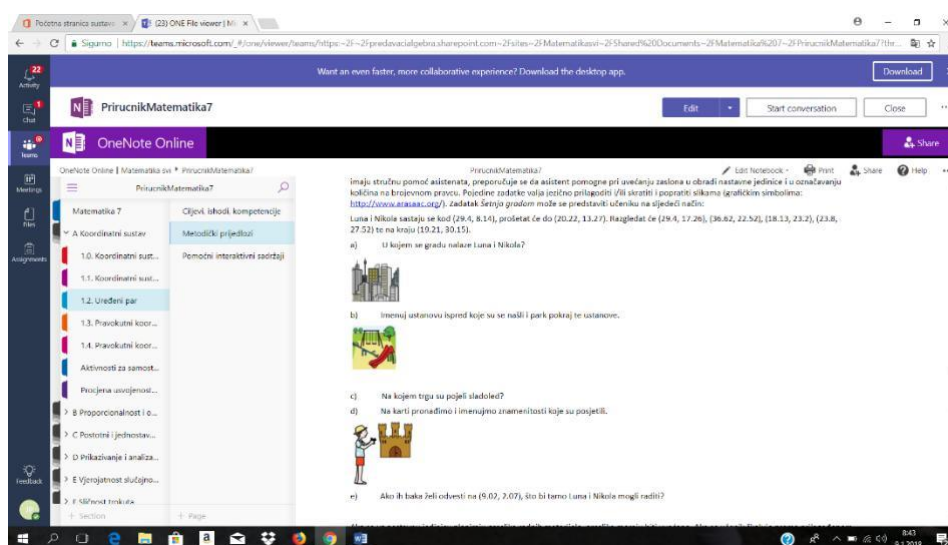 Početna stranica sustava
(23) ONE File viewer | Mi
Sigurno | https://teams.microsoft.com/_#/one/viewer/teams/https:~2F~2Fpredavacialgebra.sharepoint.com~2Fsites~2FMatematikasvi~2FShared%20Documents~2FMatematika%207~2FPrirucnikMatematika7?thr...
22
Activity
Want an even faster, more collaborative experience? Download the desktop app.
Download
1
Chat
PrirucnikMatematika7
Edit
Start conversation
Close
Teams
OneNote Online
Share
OneNote Online | Matematika svi
PrirucnikMatematika7
PrirucnikMatematika7
Edit Notebook
Print
Share
Help
Meetings
Files
Assignments
Feedback
PrirucnikMatematika7
Matematika 7
A Koordinatni sustav
1.0. Koordinatni sust...
1.1. Koordinatni sust...
1.2. Uređeni par
1.3. Pravokutni koor...
1.4. Pravokutni koor...
Aktivnosti za samost...
Procjena usvojenost...
B Proporcionalnost i o...
C Postotni i jednostav...
D Prikazivanje i analiza...
E Vjerojatnost slučajno...
F Sličnost trokuta
+ Section
Ciljevi, ishodi, kompetencije
Metodički prijedlozi
Pomoćni interaktivni sadržaji
+ Page
imaju stručnu pomoć asistenata, preporučuje se da asistent pomogne pri uvećanju zaslona u obradi nastavne jedinice i u označavanju
količina na brojevnom pravcu. Pojedine zadatke valja jezično prilagoditi i/ili skratiti i popratiti slikama (grafičkim simbolima:
http://www.arasaac.org/). zadatak Šetnja gradom može se predstaviti učeniku na sljedeći način:
Luna i Nikola sastaju se kod (29.4, 8.14), prošetat će do (20.22, 13.27). Razgledat će (29.4, 17.26), (36.62, 22.52), (18.13, 23.2), (23.8,
27.52) te na kraju (19.21, 30.15).
a) U kojem se gradu nalaze Luna i Nikola?
b) Imenuj ustanovu ispred koje su se našli i park pokraj te ustanove.
c) Na kojem trgu su pojeli sladoled?
d) Na karti pronađimo i imenujmo znamenitosti koje su posjetili.
e) Ako ih baka želi odvesti na (9.02, 2.07), što bi tamo Luna i Nikola mogli raditi?
8:43
9.1.2018.